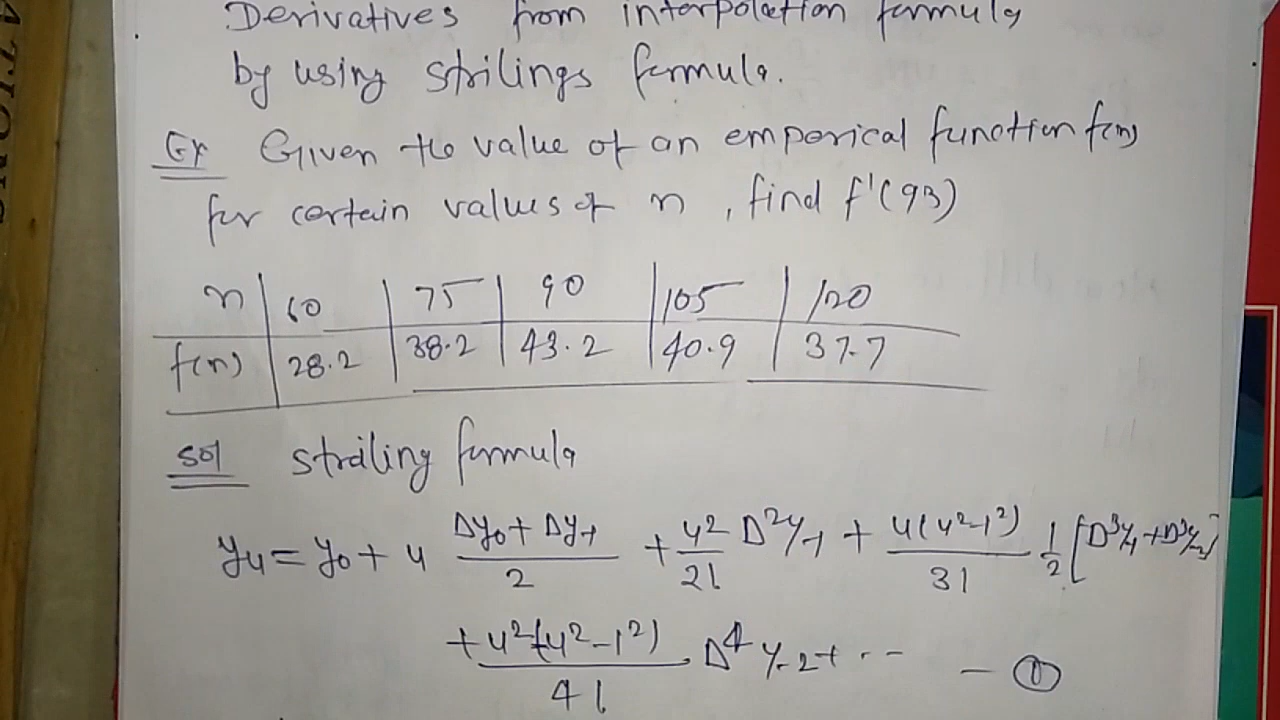 Derivatives from interpolation formula
by using strilings formula.
Ex Given the value of an emperical function f(n)
for certain values of n , find f'(93)
n | 60 | 75 | 90 | 105 | 120
f(n) | 28.2 | 38.2 | 43.2 | 40.9 | 37.7
sol striling formula
yu = y0 + u (Δy0 + Δy-1)/2 + u²/2! Δ²y-1 + u(u²-1²)/3! 1/2 [Δ³y-1 + Δ³y-2]
+ u²(u²-1²)/4! Δ⁴y-2 + .. — ①